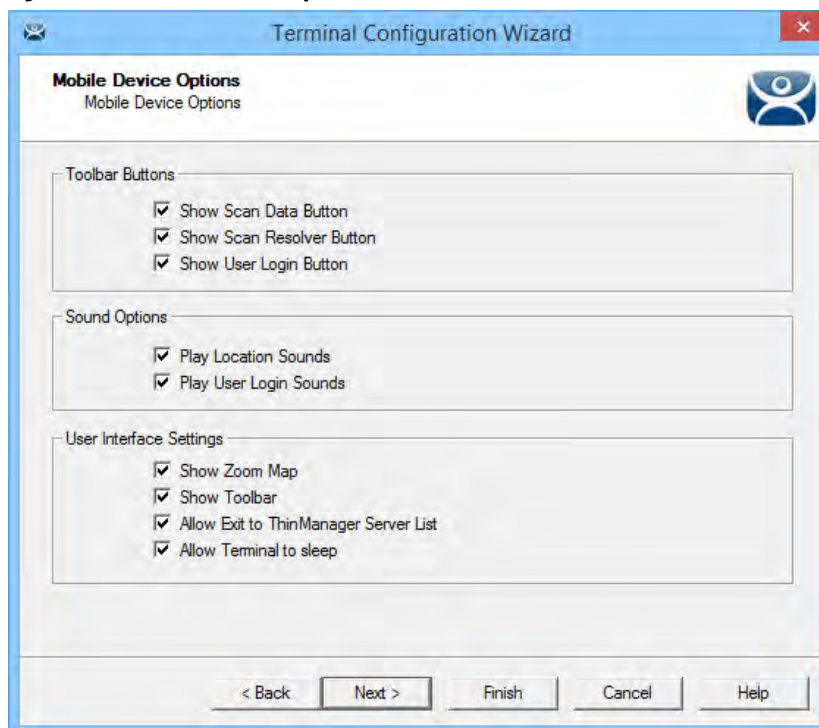 Terminal Configuration Wizard
Mobile Device Options
Mobile Device Options
Toolbar Buttons
Show Scan Data Button
Show Scan Resolver Button
Show User Login Button
Sound Options
Play Location Sounds
Play User Login Sounds
User Interface Settings
Show Zoom Map
Show Toolbar
Allow Exit to ThinManager Server List
Allow Terminal to sleep
< Back Next > Finish Cancel Help